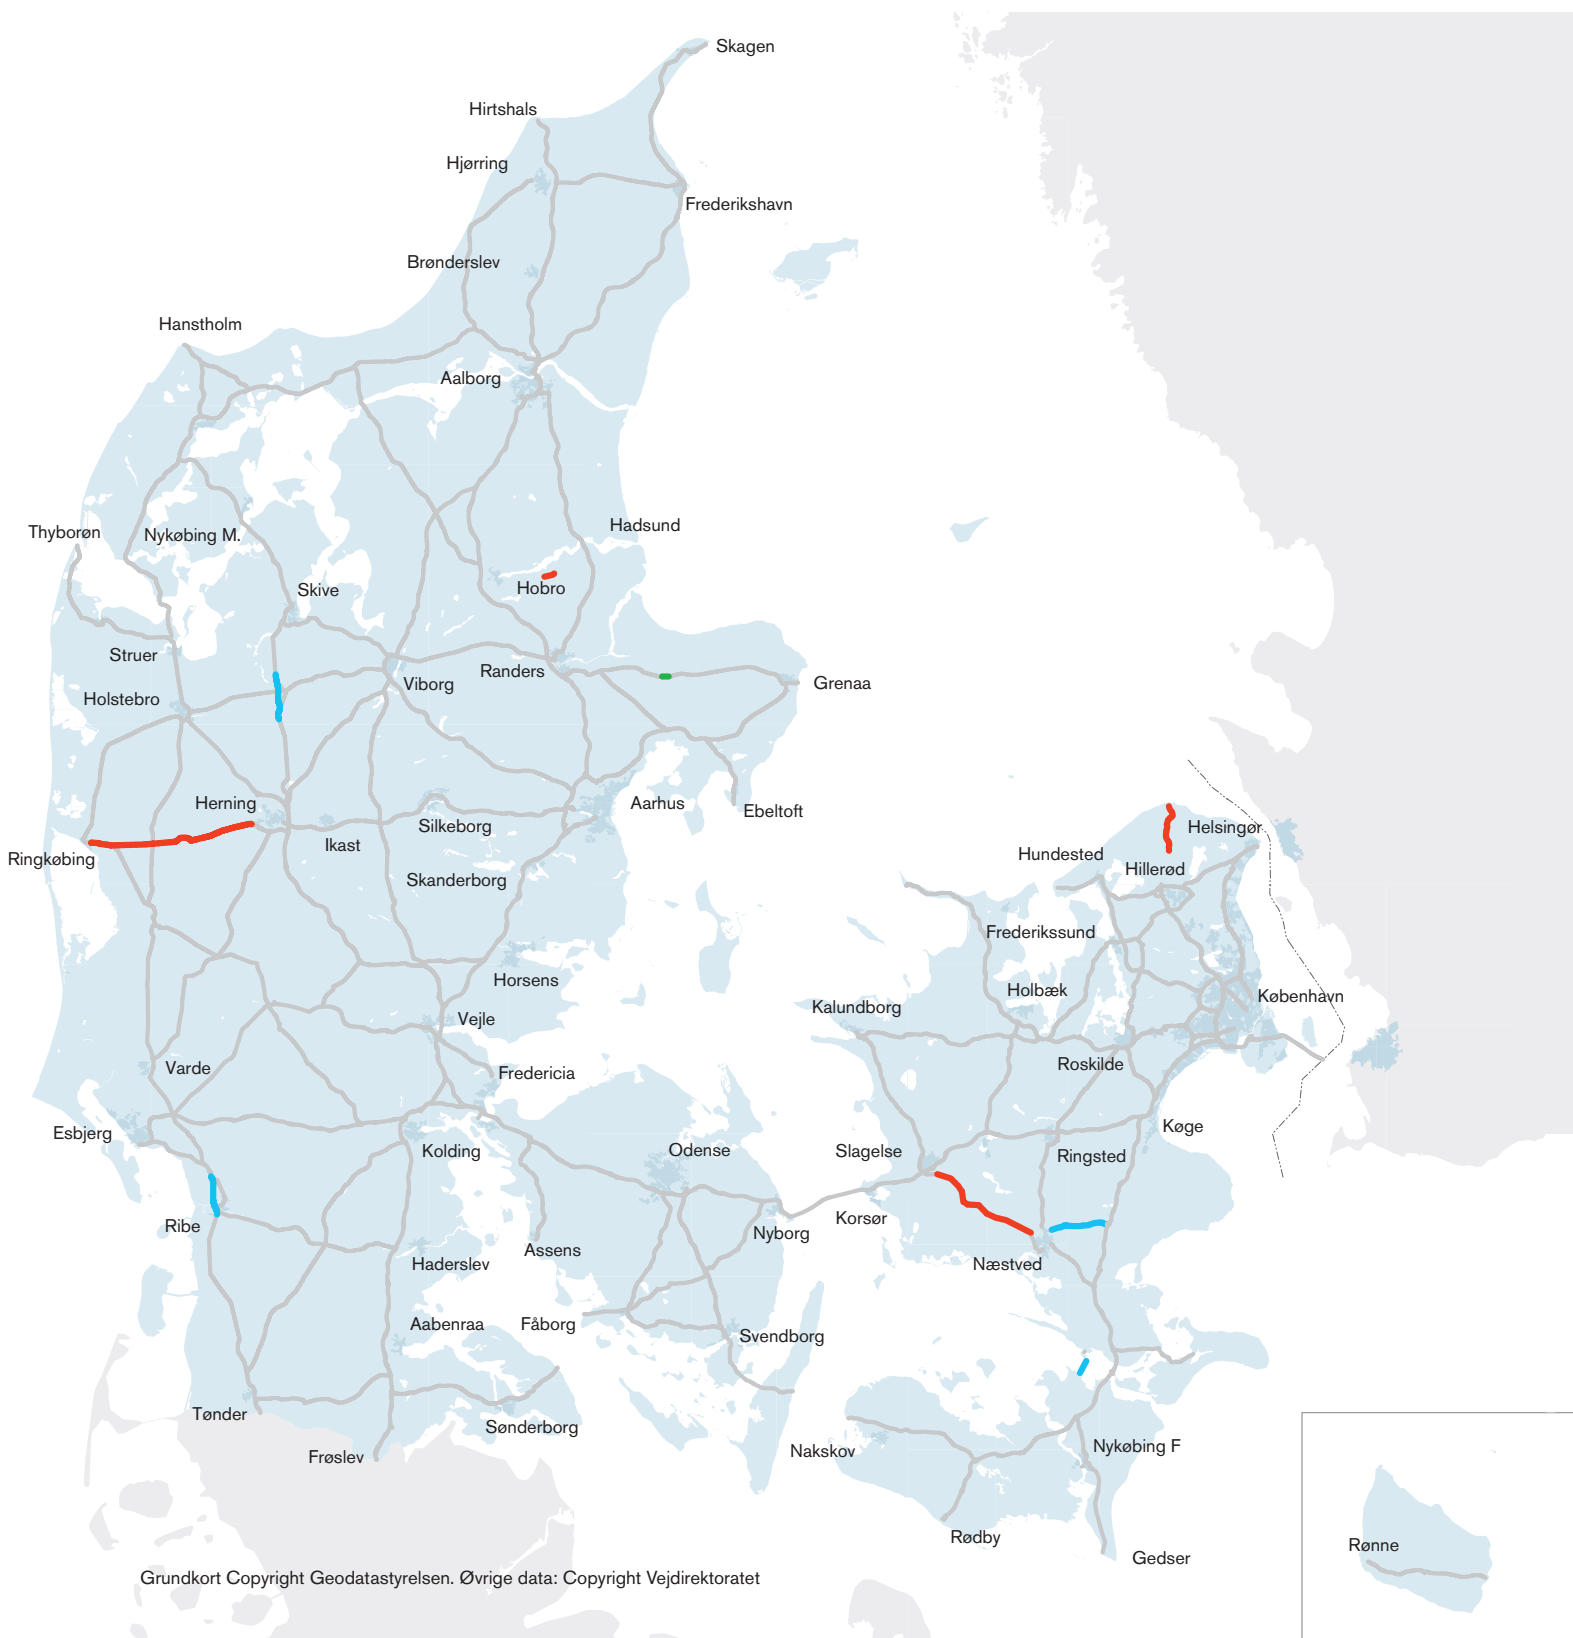 Skagen
Hirtshals
Hjørring
Frederikshavn
Brønderslev
Hanstholm
Aalborg
Hadsund
Thyborøn
Nykøbing M.
Hobro
Skive
Struer
Randers
Viborg
Grenaa
Holstebro
Herning
Aarhus
Ebeltoft
Silkeborg
Helsingør
Ikast
Hundested
Ringkøbing
Hillerød
Skanderborg
Frederikssund
Horsens
Holbæk
København
Kalundborg
Vejle
Varde
Roskilde
Fredericia
Køge
Esbjerg
Kolding
Odense
Slagelse
Ringsted
Ribe
Korsør
Nyborg
Assens
Haderslev
Næstved
Aabenraa
Fåborg
Svendborg
Tønder
Sønderborg
Nykøbing F
Nakskov
Frøslev
Rødby
Rønne
Gedser
Grundkort Copyright Geodatastyrelsen. Øvrige data: Copyright Vejdirektoratet